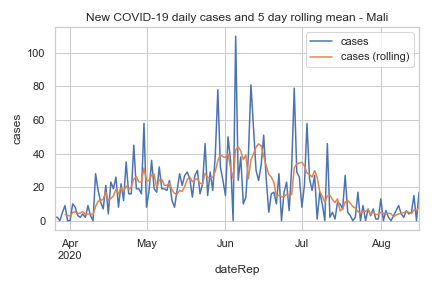 New COVID-19 daily cases and 5 day rolling mean - Mali
cases
cases (rolling)
cases
100
80
60
40
20
0
Apr
2020
May
Jun
Jul
Aug
dateRep